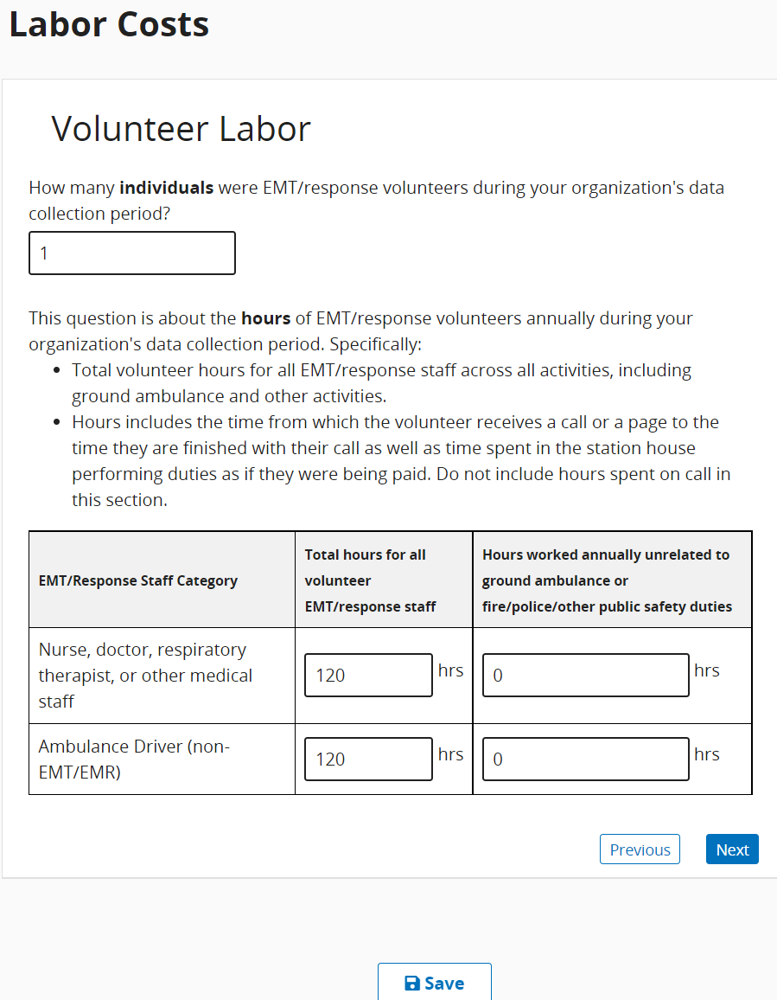 Labor Costs
Volunteer Labor
How many individuals were EMT/response volunteers during your organization's data
collection period?
1
This question is about the hours of EMT/response volunteers annually during your
organization's data collection period. Specifically:
• Total volunteer hours for all EMT/response staff across all activities, including
ground ambulance and other activities.
• Hours includes the time from which the volunteer receives a call or a page to the
time they are finished with their call as well as time spent in the station house
performing duties as if they were being paid. Do not include hours spent on call in
this section.
EMT/Response Staff Category
Total hours for all
volunteer
EMT/response staff
Hours worked annually unrelated to
ground ambulance or
fire/police/other public safety duties
Nurse, doctor, respiratory
therapist, or other medical
staff
120 hrs
0 hrs
Ambulance Driver (non-
EMT/EMR)
120 hrs
0 hrs
Previous
Next
Save